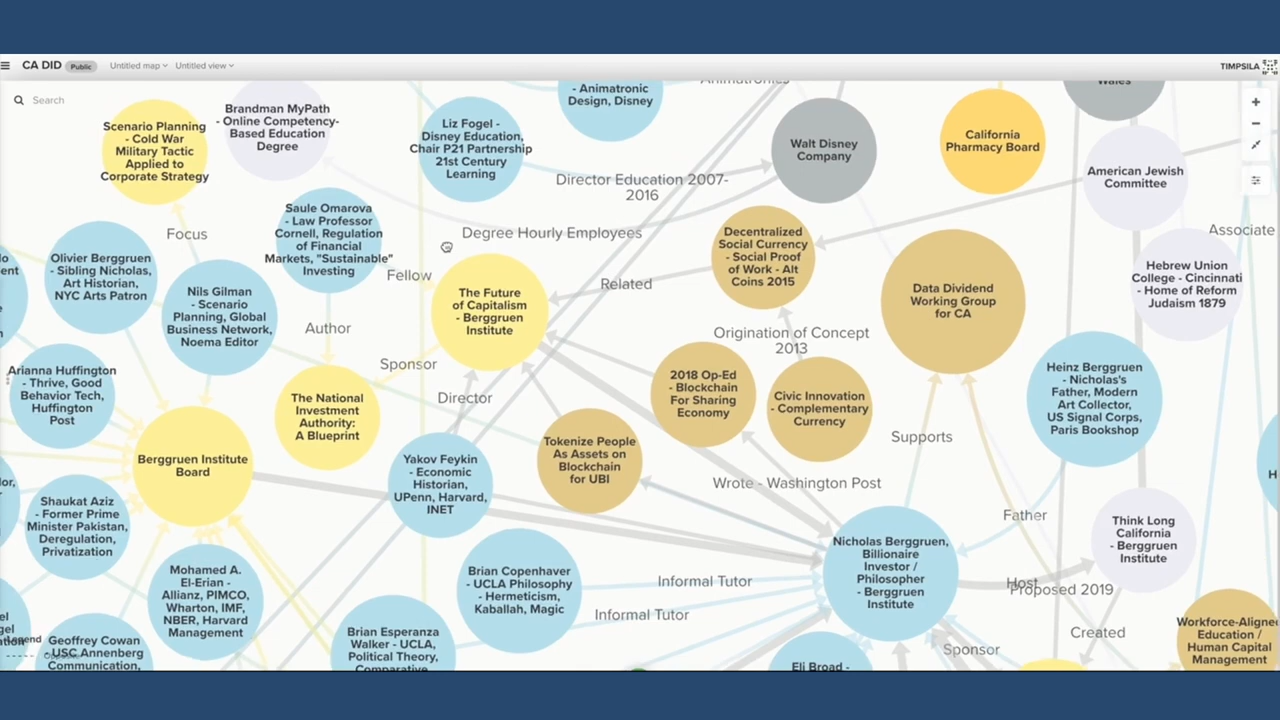 CA DID Public Untitled map Untitled view
TIMPSILA
Search
Animatronics
Wales
- Animatronic
Design, Disney
Scenario Planning
- Cold War
Military Tactic
Applied to
Corporate Strategy
Brandman MyPath
- Online Competency-
Based Education
Degree
Liz Fogel -
Disney Education,
Chair P21 Partnership
21st Century
Learning
Walt Disney
Company
California
Pharmacy Board
American Jewish
Committee
Director Education 2007-
2016
Degree Hourly Employees
Focus
Saule Omarova
- Law Professor
Cornell, Regulation
of Financial
Markets, "Sustainable"
Investing
Fellow
Decentralized
Social Currency
- Social Proof
of Work - Alt
Coins 2015
Associate
Olivier Berggruen
- Sibling Nicholas,
Art Historian,
NYC Arts Patron
Nils Gilman
- Scenario
Planning, Global
Business Network,
Noema Editor
The Future
of Capitalism
- Berggruen
Institute
Related
Data Dividend
Working Group
for CA
Hebrew Union
College - Cincinnati
- Home of Reform
Judaism 1879
Author
Origination of Concept
2013
Sponsor
Arianna Huffington
- Thrive, Good
Behavior Tech,
Huffington
Post
The National
Investment
Authority:
A Blueprint
Director
2018 Op-Ed
- Blockchain
For Sharing
Economy
Civic Innovation
- Complementary
Currency
Heinz Berggruen
- Nicholas's
Father, Modern
Art Collector,
US Signal Corps,
Paris Bookshop
Berggruen Institute
Board
Yakov Feykin
- Economic
Historian,
UPenn, Harvard,
INET
Tokenize People
As Assets on
Blockchain
for UBI
Supports
Wrote - Washington Post
H
Shaukat Aziz
- Former Prime
Minister Pakistan,
Deregulation,
Privatization
Father
Think Long
California
- Berggruen
Institute
Nicholas Berggruen,
Billionaire
Investor /
Philosopher
- Berggruen
Institute
Mohamed A.
El-Erian -
Allianz, PIMCO,
Wharton, IMF,
NBER, Harvard
Management
Brian Copenhaver
- UCLA Philosophy
- Hermeticism,
Kaballah, Magic
Informal Tutor
Informal Tutor
Host
Proposed 2019
Created
Sponsor
Workforce-Aligned
Education /
Human Capital
Management
Legend
Geoffrey Cowan
- USC Annenberg
Communication,
Brian Esperanza
Walker - UCLA,
Political Theory,
Comparative
Eli Broad -